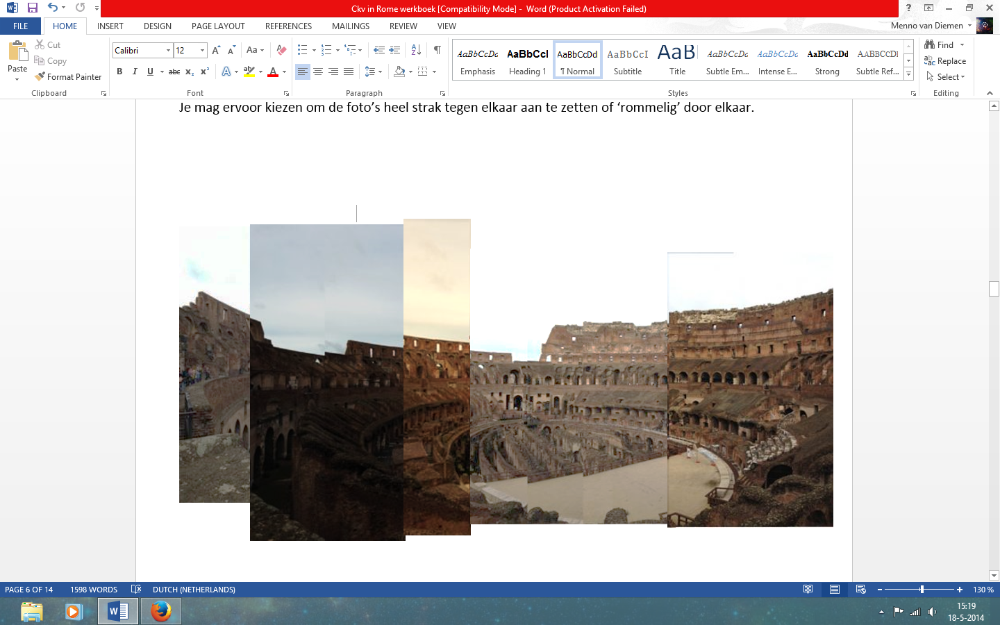 Ckv in Rome werkboek [Compatibility Mode] - Word (Product Activation Failed)
FILE HOME INSERT DESIGN PAGE LAYOUT REFERENCES MAILINGS REVIEW VIEW Menno van Diemen
Paste
Cut
Copy
Format Painter
Clipboard
Calibri 12
Font
Paragraph
AaBbCcDc AaBbCcI AaBbCcDd AaBbCcI AaB AaBbCcDc AaBbCcDc AaBbCcDd AABBCCDI
Emphasis Heading 1 ¶ Normal Subtitle Title Subtle Em... Intense E... Strong Subtle Ref...
Styles
Find
Replace
Select
Editing
Je mag ervoor kiezen om de foto’s heel strak tegen elkaar aan te zetten of ‘rommelig’ door elkaar.
PAGE 6 OF 14 1598 WORDS DUTCH (NETHERLANDS) 130 %
15:19
18-5-2014